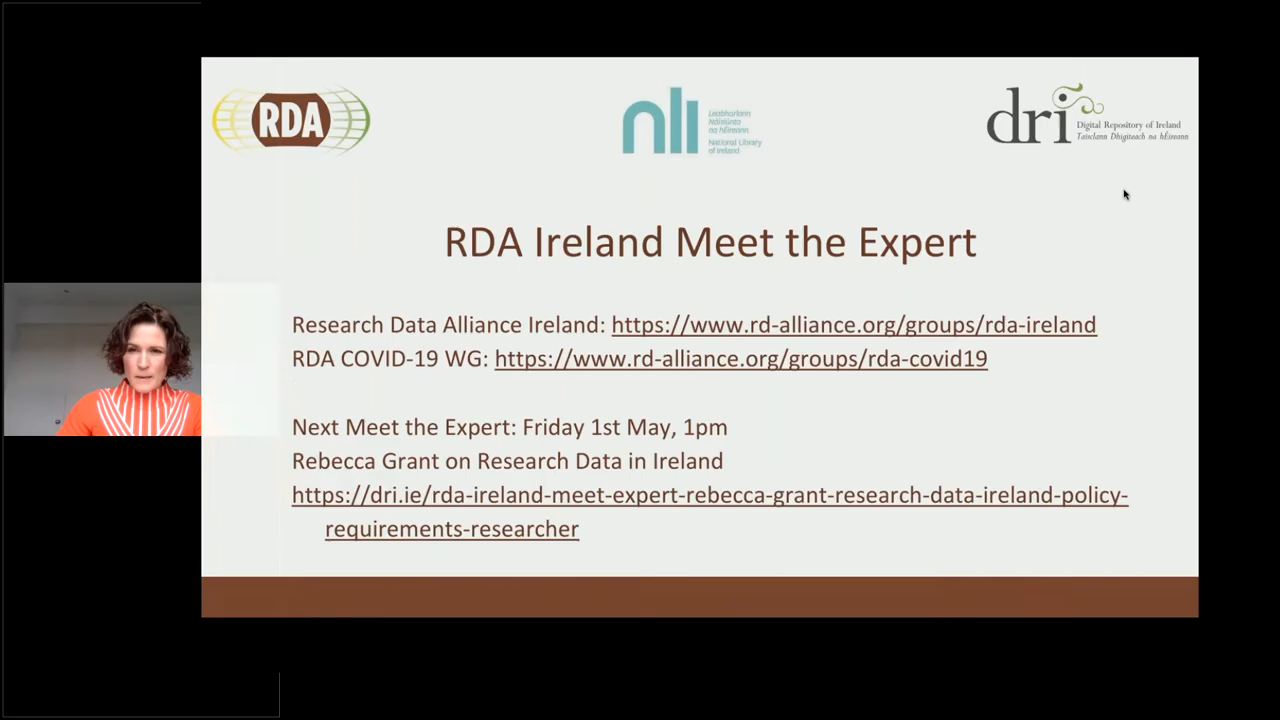 RDA
nli
Leabharlann
Náisiúnta
na hÉireann
National Library
of Ireland
dri
Digital Repository of Ireland
Taisclann Dhigiteach na hÉireann
RDA Ireland Meet the Expert
Research Data Alliance Ireland: https://www.rd-alliance.org/groups/rda-ireland
RDA COVID-19 WG: https://www.rd-alliance.org/groups/rda-covid19
Next Meet the Expert: Friday 1st May, 1pm
Rebecca Grant on Research Data in Ireland
https://dri.ie/rda-ireland-meet-expert-rebecca-grant-research-data-ireland-policy-
requirements-researcher